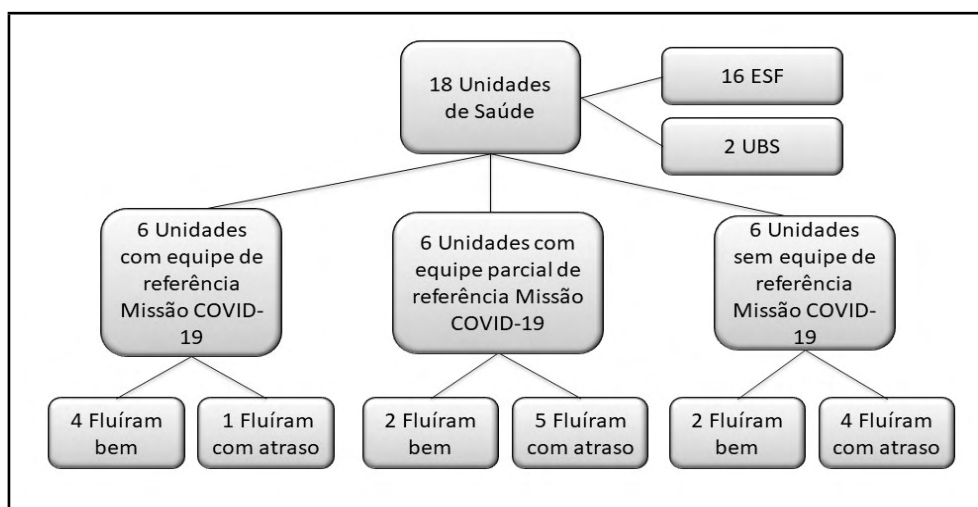 18 Unidades
de Saúde
16 ESF
2 UBS
6 Unidades
com equipe de
referência
Missão COVID-
19
6 Unidades com
equipe parcial de
referência Missão
COVID-19
6 Unidades
sem equipe de
referência
Missão COVID-
19
4 Fluíram
bem
1 Fluíram
com atraso
2 Fluíram
bem
5 Fluíram
com atraso
2 Fluíram
bem
4 Fluíram
com atraso